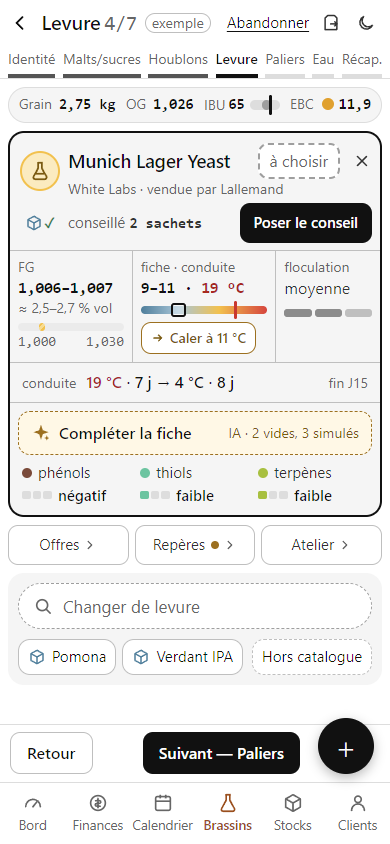 Levure 4/7 exemple Abandonner
Identité Malts/sucres Houblons Levure Paliers Eau Récap.
Grain 2,75 kg OG 1,026 IBU 65 EBC 11,9
Munich Lager Yeast à choisir
White Labs · vendue par Lallemand
conseillé 2 sachets Poser le conseil
FG fiche · conduite floculation
1,006–1,007 9–11 · 19 °C moyenne
≈ 2,5–2,7 % vol
1,000 1,030 → Caler à 11 °C
conduite 19 °C · 7 j → 4 °C · 8 j fin J15
Compléter la fiche IA · 2 vides, 3 simulés
phénols thiols terpènes
négatif faible faible
Offres Repères Atelier
Changer de levure
Pomona Verdant IPA Hors catalogue
Retour Suivant — Paliers +
Bord Finances Calendrier Brassins Stocks Clients